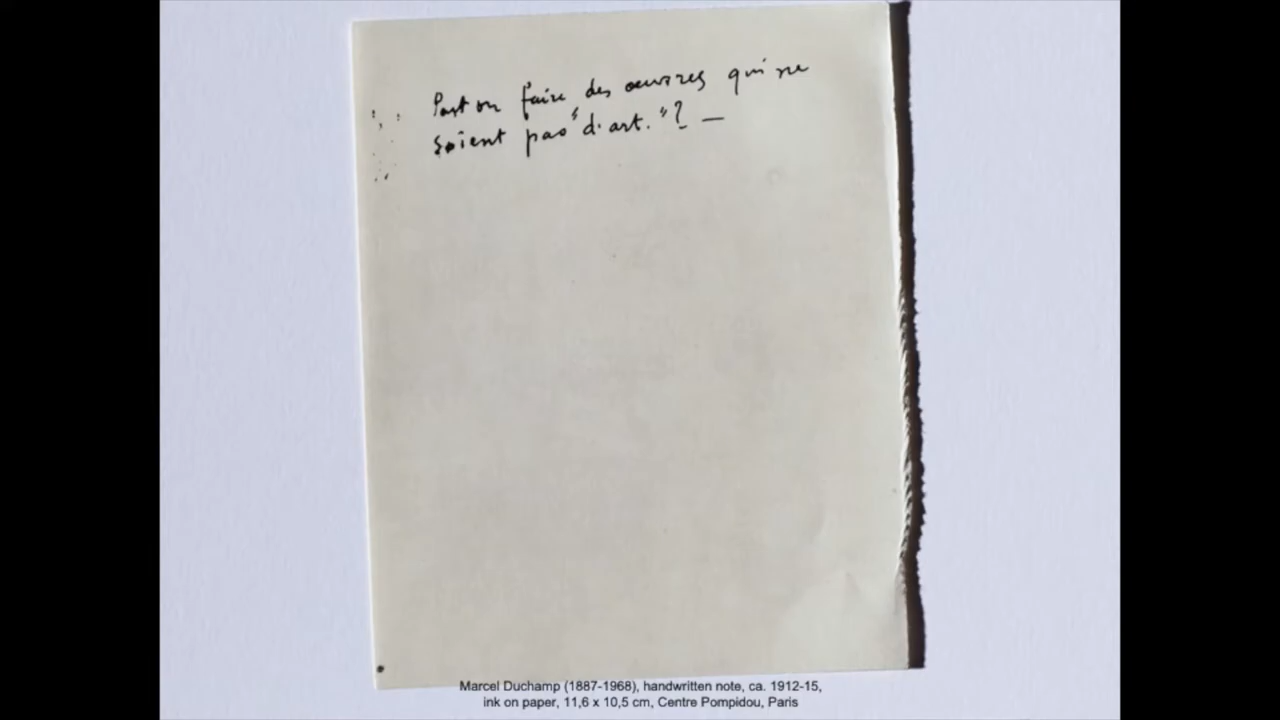 Peut on faire des œuvres qui ne
soient pas "d'art."? —
Marcel Duchamp (1887-1968), handwritten note, ca. 1912-15,
ink on paper, 11,6 x 10,5 cm, Centre Pompidou, Paris